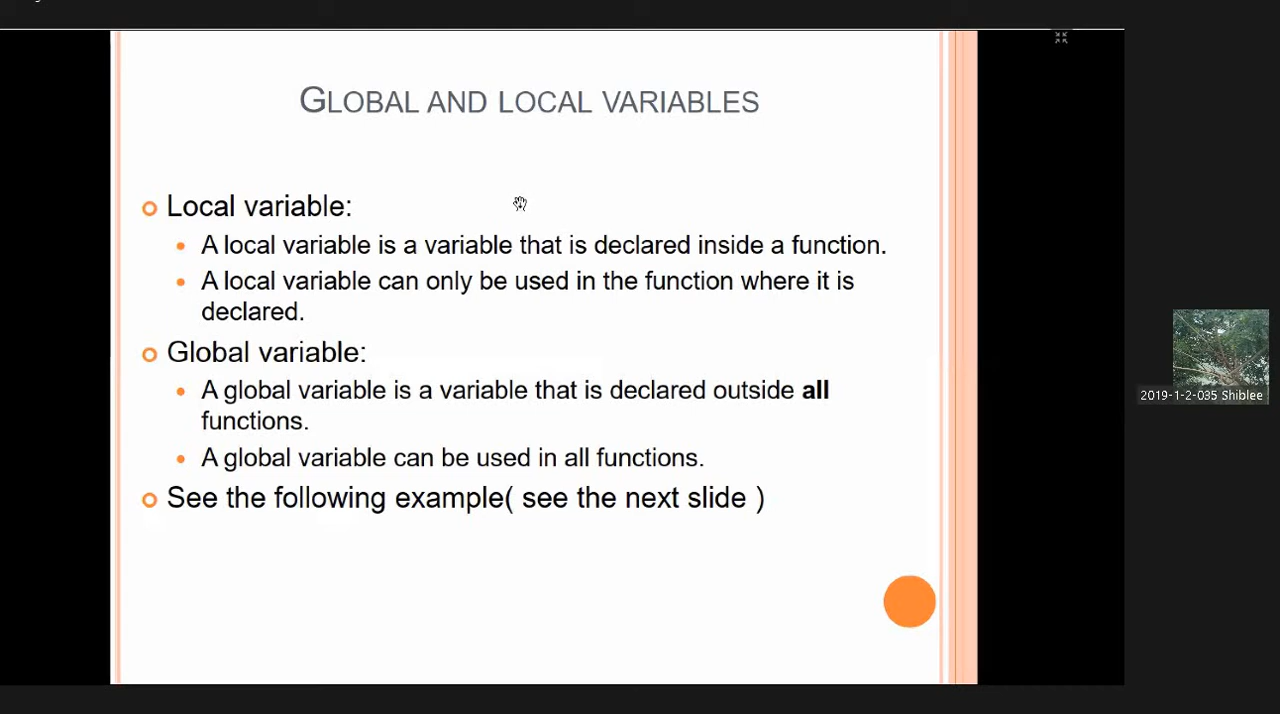 GLOBAL AND LOCAL VARIABLES
Local variable:
A local variable is a variable that is declared inside a function.
A local variable can only be used in the function where it is
declared.
Global variable:
A global variable is a variable that is declared outside all
functions.
A global variable can be used in all functions.
See the following example( see the next slide )
2019-1-2-035 Shiblee